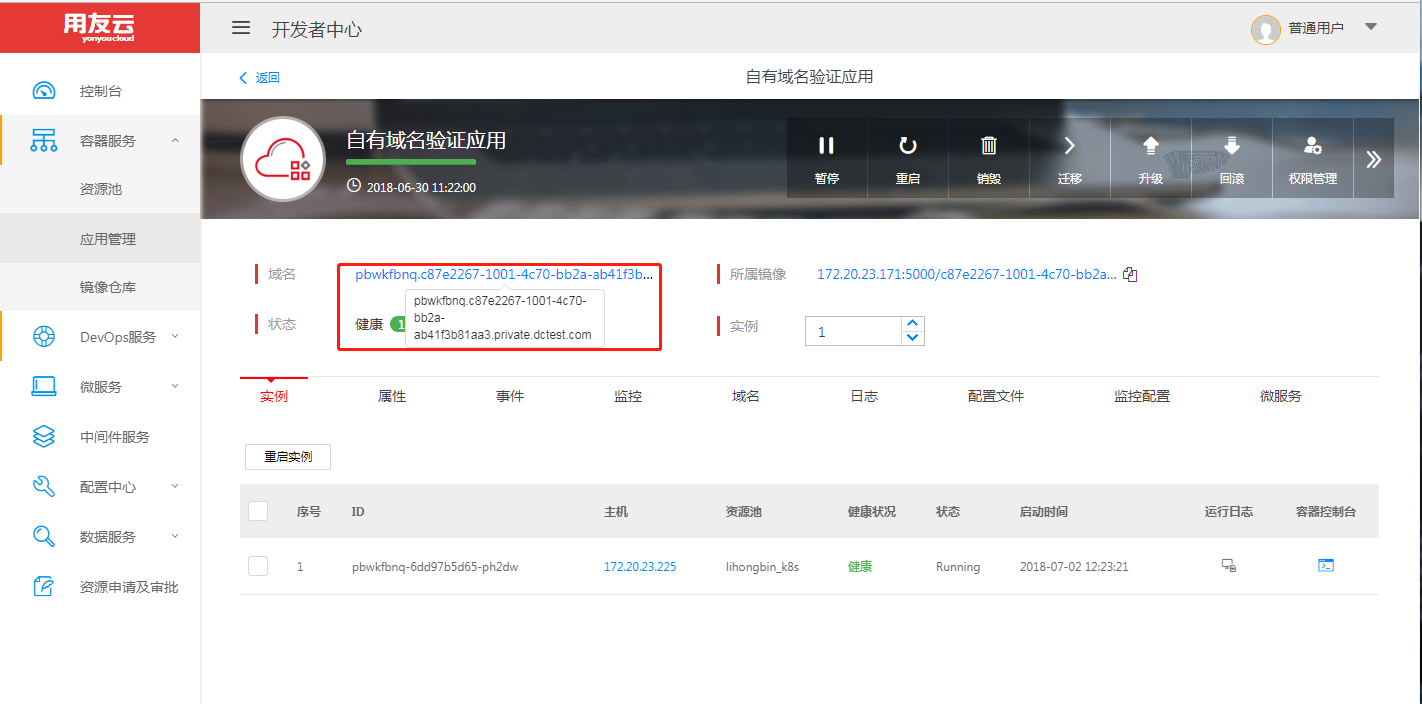 用友云
yonyoucloud
开发者中心
普通用户
控制台
容器服务
资源池
应用管理
镜像仓库
DevOps服务
微服务
中间件服务
配置中心
数据服务
资源申请及审批
返回
自有域名验证应用
自有域名验证应用
2018-06-30 11:22:00
暂停
重启
销毁
迁移
升级
回滚
权限管理
域名
pbwkfbnq.c87e2267-1001-4c70-bb2a-ab41f3b...
pbwkfbnq.c87e2267-1001-4c70-
bb2a-
ab41f3b81aa3.private.dctest.com
状态
健康 1
所属镜像
172.20.23.171:5000/c87e2267-1001-4c70-bb2a...
实例
1
实例 属性 事件 监控 域名 日志 配置文件 监控配置 微服务
重启实例
序号 ID 主机 资源池 健康状况 状态 启动时间 运行日志 容器控制台
1 pbwkfbnq-6dd97b5d65-ph2dw 172.20.23.225 lihongbin_k8s 健康 Running 2018-07-02 12:23:21